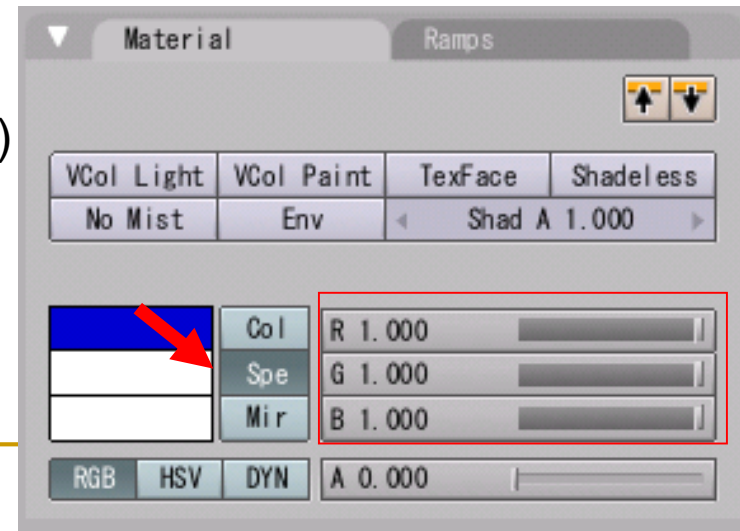 Material Ramps
)
VCol Light VCol Paint TexFace Shadeless
No Mist Env Shad A 1.000
Col R 1.000
Spe G 1.000
Mir B 1.000
RGB HSV DYN A 0.000